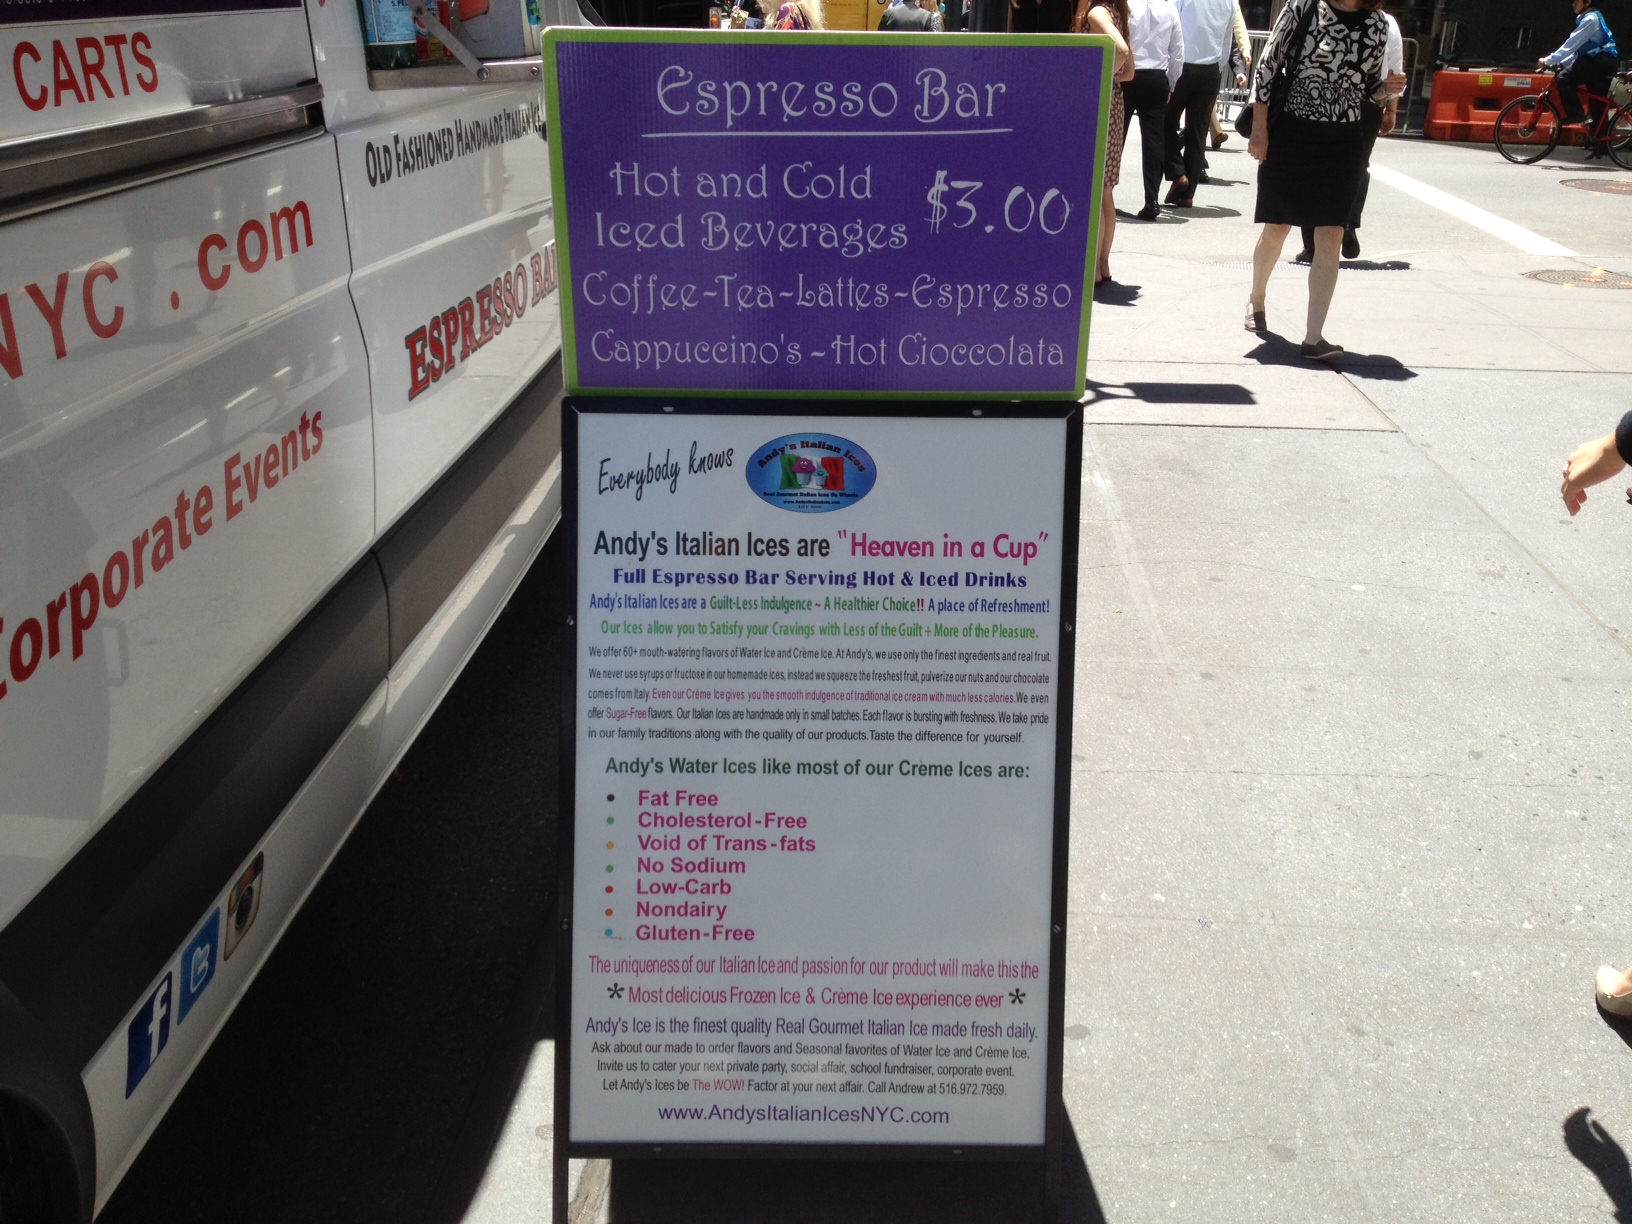 CARTS
NYC . com
Corporate Events
OLD FASHIONED HANDMADE ITALIAN
ESPRESSO BAR
Espresso Bar
Hot and Cold
Iced Beverages
$3.00
Coffee~Tea~Lattes~Espresso
Cappuccino's ~ Hot Cioccolata
Everybody knows
Andy's Italian Ices
Real Gourmet Italian Ices On Wheels
Andy's Italian Ices are "Heaven in a Cup"
Full Espresso Bar Serving Hot & Iced Drinks
Andy's Italian Ices are a Guilt-Less Indulgence ~ A Healthier Choice!! A place of Refreshment!
Our Ices allow you to Satisfy your Cravings with Less of the Guilt + More of the Pleasure.
We offer 60+ mouth-watering flavors of Water Ice and Crème Ice. At Andy's, we use only the finest ingredients and real fruit.
We never use syrups or fructose in our homemade ices, instead we squeeze the freshest fruit, pulverize our nuts and our chocolate
comes from Italy. Even our Crème Ice gives you the smooth indulgence of traditional ice cream with much less calories. We even
offer Sugar-Free flavors. Our Italian Ices are handmade only in small batches. Each flavor is bursting with freshness. We take pride
in our family traditions along with the quality of our products. Taste the difference for yourself.
Andy's Water Ices like most of our Crème Ices are:
• Fat Free
• Cholesterol-Free
• Void of Trans-fats
• No Sodium
• Low-Carb
• Nondairy
• Gluten-Free
The uniqueness of our Italian Ice and passion for our product will make this the
* Most delicious Frozen Ice & Crème Ice experience ever *
Andy's Ice is the finest quality Real Gourmet Italian Ice made fresh daily.
Ask about our made to order flavors and Seasonal favorites of Water Ice and Crème Ice.
Invite us to cater your next private party, social affair, school fundraiser, corporate event.
Let Andy's Ices be The WOW! Factor at your next affair. Call Andrew at 516.972.7959.
www.AndysItalianIcesNYC.com